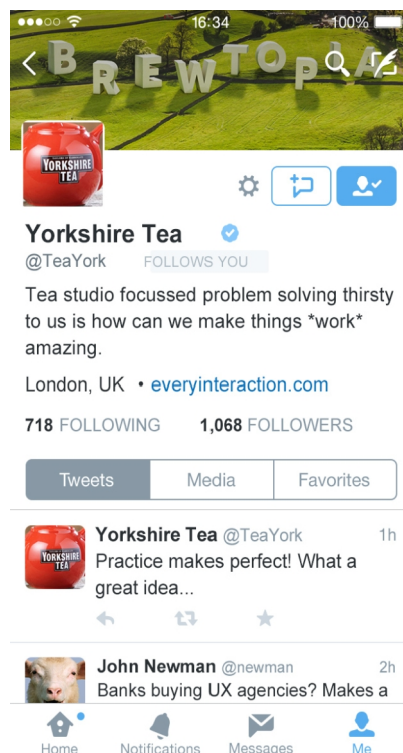 16:34
100%
BREWTOPIA
YORKSHIRE
TEA
Yorkshire Tea
@TeaYork FOLLOWS YOU
Tea studio focussed problem solving thirsty
to us is how can we make things *work*
amazing.
London, UK • everyinteraction.com
718 FOLLOWING 1,068 FOLLOWERS
Tweets Media Favorites
Yorkshire Tea @TeaYork 1h
YORKSHIRE
TEA
Practice makes perfect! What a
great idea...
John Newman @newman 2h
Banks buying UX agencies? Makes a
Home Notifications Messages Me